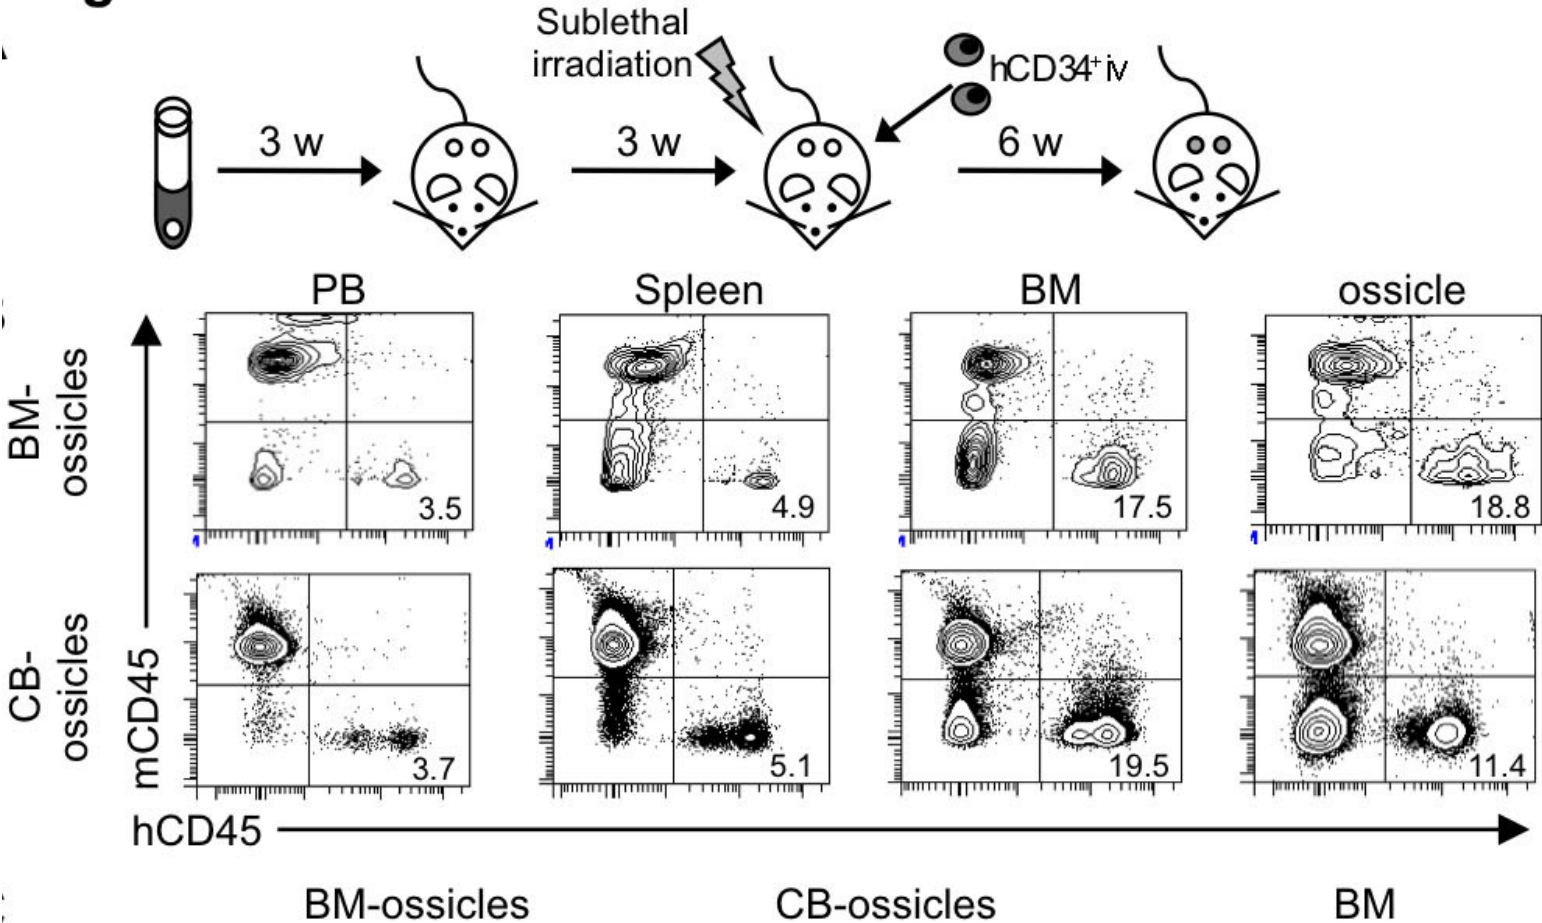 Sublethal
irradiation
hCD34+ iv
3 w
3 w
6 w
PB
Spleen
BM
ossicle
BM-
ossicles
3.5
4.9
17.5
18.8
CB-
ossicles
mCD45
3.7
5.1
19.5
11.4
hCD45
BM-ossicles
CB-ossicles
BM